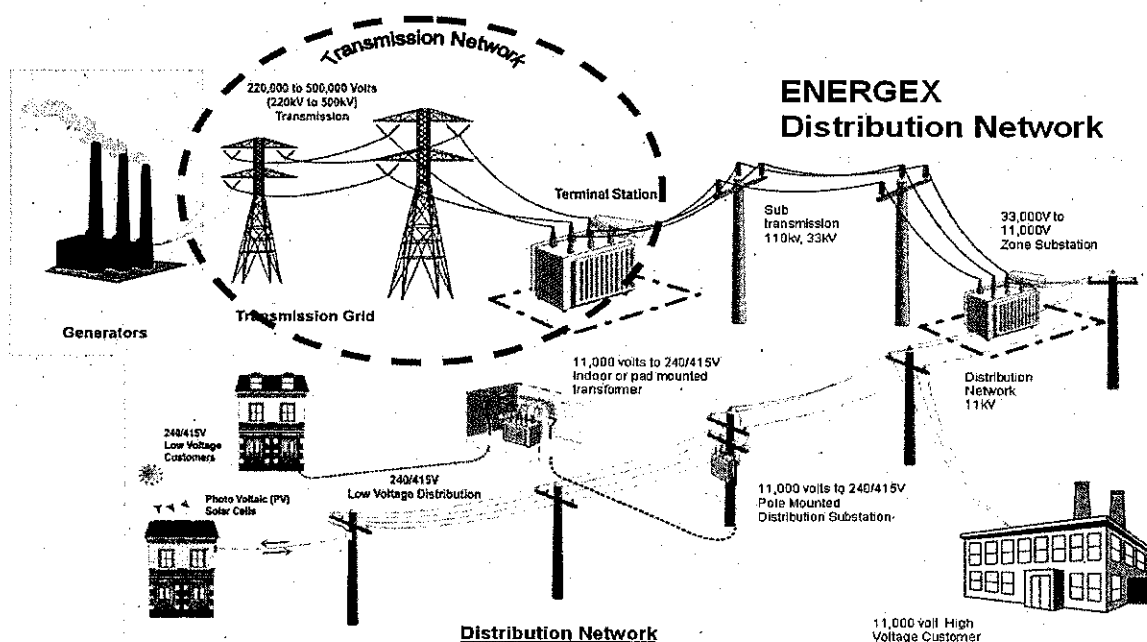 Transmission Network
220,000 to 500,000 Volts
(220kV to 500kV)
Transmission
ENERGEX
Distribution Network
Terminal Station
Sub
transmission
110kv, 33kV
33,000V to
11,000V
Zone Substation
Generators
Transmission Grid
11,000 volts to 240/415V
Indoor or pad mounted
transformer
Distribution
Network
11kV
240/415V
Low Voltage
Customers
240/415V
Low Voltage Distribution
Photo Voltaic (PV)
Solar Cells
11,000 volts to 240/415V
Pole Mounted
Distribution Substation
Distribution Network
11,000 volt High
Voltage Customer